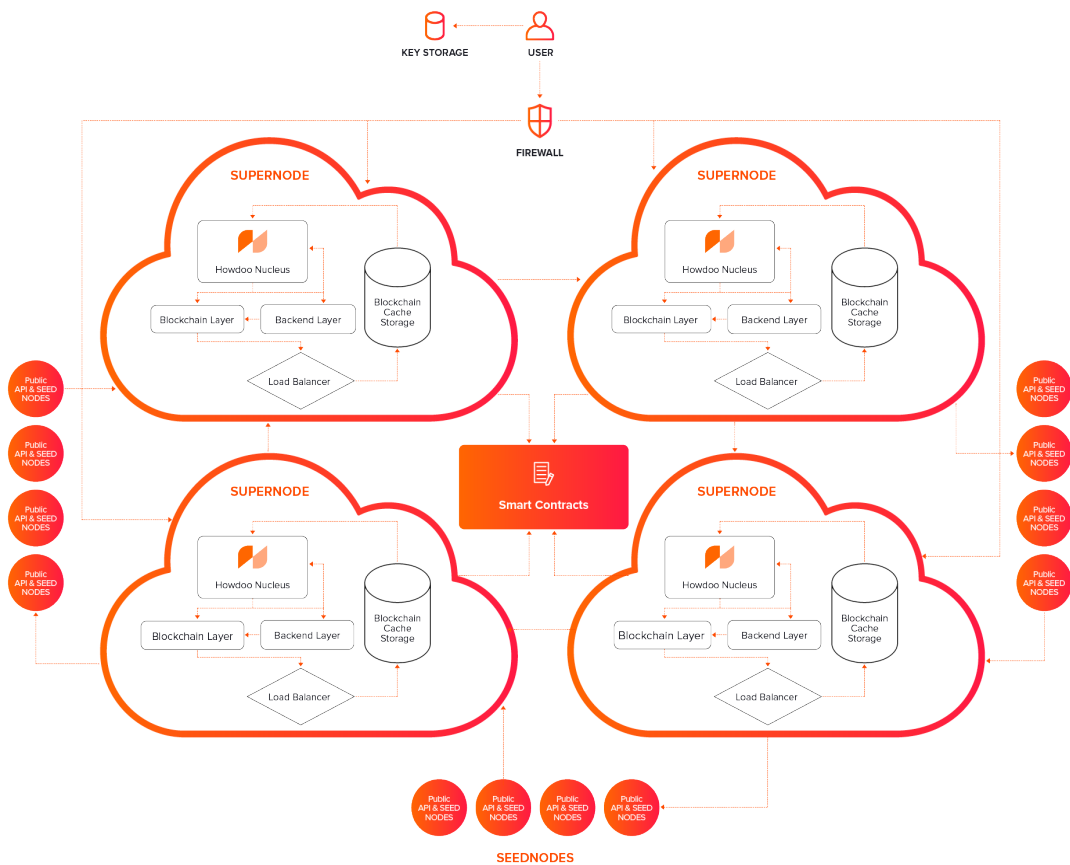 KEY STORAGE
USER
FIREWALL
SUPERNODE
Howdoo Nucleus
Blockchain Layer
Backend Layer
Blockchain
Cache
Storage
Load Balancer
SUPERNODE
Howdoo Nucleus
Blockchain Layer
Backend Layer
Blockchain
Cache
Storage
Load Balancer
Public
API & SEED
NODES
Public
API & SEED
NODES
Public
API & SEED
NODES
Public
API & SEED
NODES
Smart Contracts
Public
API & SEED
NODES
Public
API & SEED
NODES
Public
API & SEED
NODES
Public
API & SEED
NODES
SUPERNODE
Howdoo Nucleus
Blockchain Layer
Backend Layer
Blockchain
Cache
Storage
Load Balancer
SUPERNODE
Howdoo Nucleus
Blockchain Layer
Backend Layer
Blockchain
Cache
Storage
Load Balancer
Public
API & SEED
NODES
Public
API & SEED
NODES
Public
API & SEED
NODES
Public
API & SEED
NODES
SEEDNODES